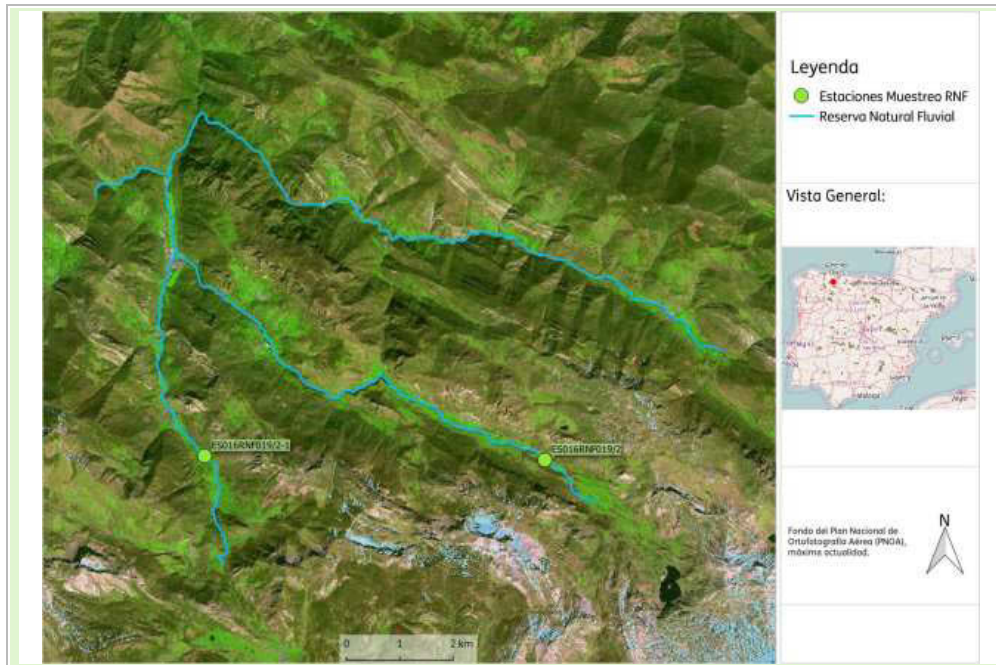 Leyenda
Estaciones Muestreo RNF
Reserva Natural Fluvial
Vista General:
ES016RNF019/2-1
ES016RNF019/2
Fondo del Plan Nacional de
Ortofotografía Aérea (PNOA),
máxima actualidad.
N
0 1 2 km